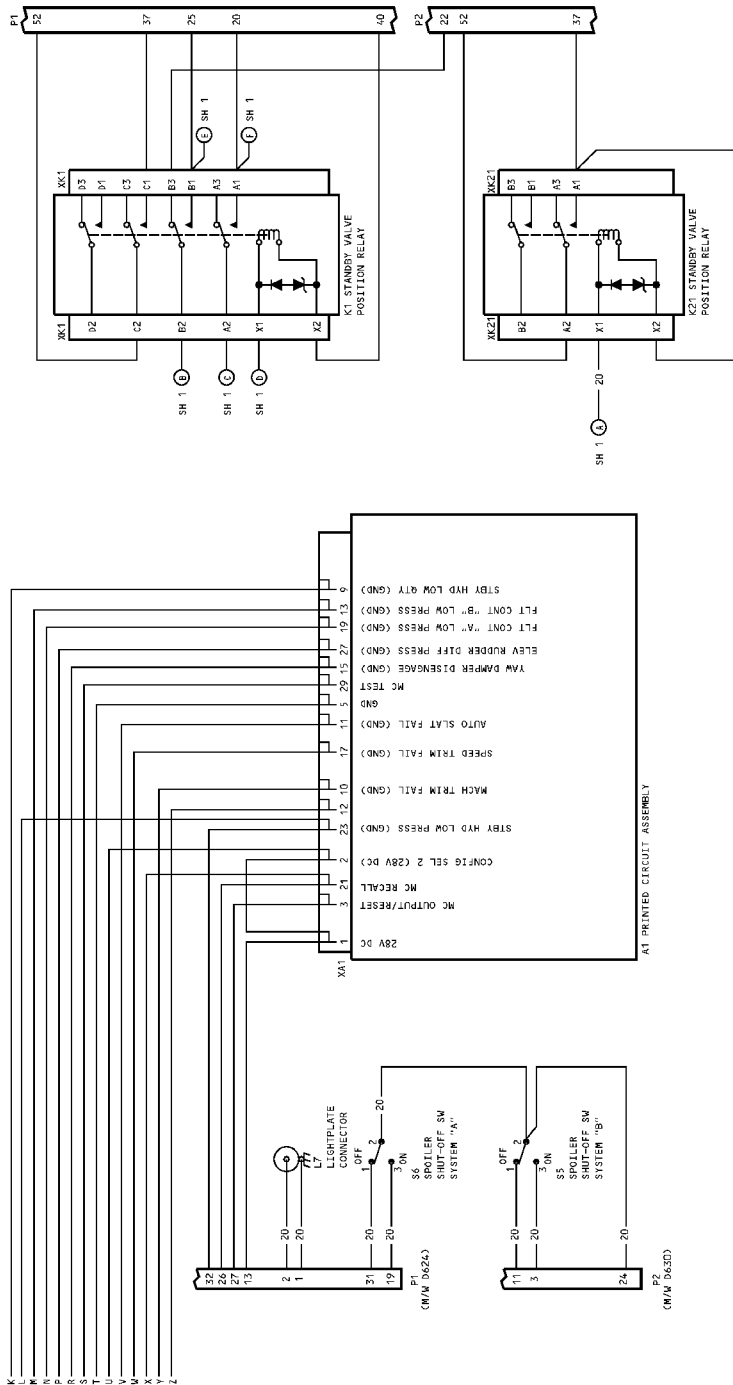 P1
52
37
25
20
40
P2
22
52
37
E SH 1
F SH 1
XK1
D3
D1
C3
C1
B3
B1
A3
A1
K1 STANDBY VALVE
POSITION RELAY
XK1
D2
C2
B2
A2
X1
X2
SH 1 B
SH 1 C
SH 1 D
XK21
B3
B1
A3
A1
K21 STANDBY VALVE
POSITION RELAY
XK21
B2
A2
X1
X2
20
SH 1 A
K
L
M
N
P
R
S
T
U
V
W
X
Y
Z
9 STBY HYD LOW QTY (GND)
13 FLT CONT "B" LOW PRESS (GND)
19 FLT CONT "A" LOW PRESS (GND)
27 ELEV RUDDER DIFF PRESS (GND)
15 YAW DAMPER DISENGAGE (GND)
29 MC TEST
5 GND
11 AUTO SLAT FAIL (GND)
17 SPEED TRIM FAIL (GND)
10 MACH TRIM FAIL (GND)
12
23 STBY HYD LOW PRESS (GND)
2 CONFIG SEL 2 (28V DC)
21 MC RECALL
3 MC OUTPUT/RESET
1 28V DC
XA1
A1 PRINTED CIRCUIT ASSEMBLY
32
26
27
13
2
1
31
19
P1
(M/W D624)
20
20
20
20
L7
LIGHTPLATE
CONNECTOR
OFF
1
2
3 ON
20
S6
SPOILER
SHUT-OFF SW
SYSTEM "A"
11
3
24
P2
(M/W D630)
20
20
20
OFF
1
2
3 ON
S5
SPOILER
SHUT-OFF SW
SYSTEM "B"